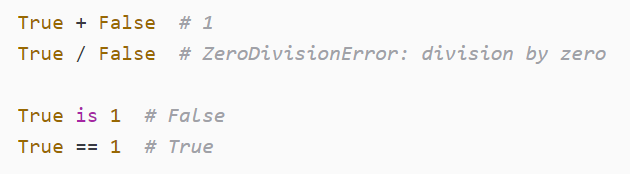 True + False  # 1
True / False  # ZeroDivisionError: division by zero
True is 1  # False
True == 1  # True